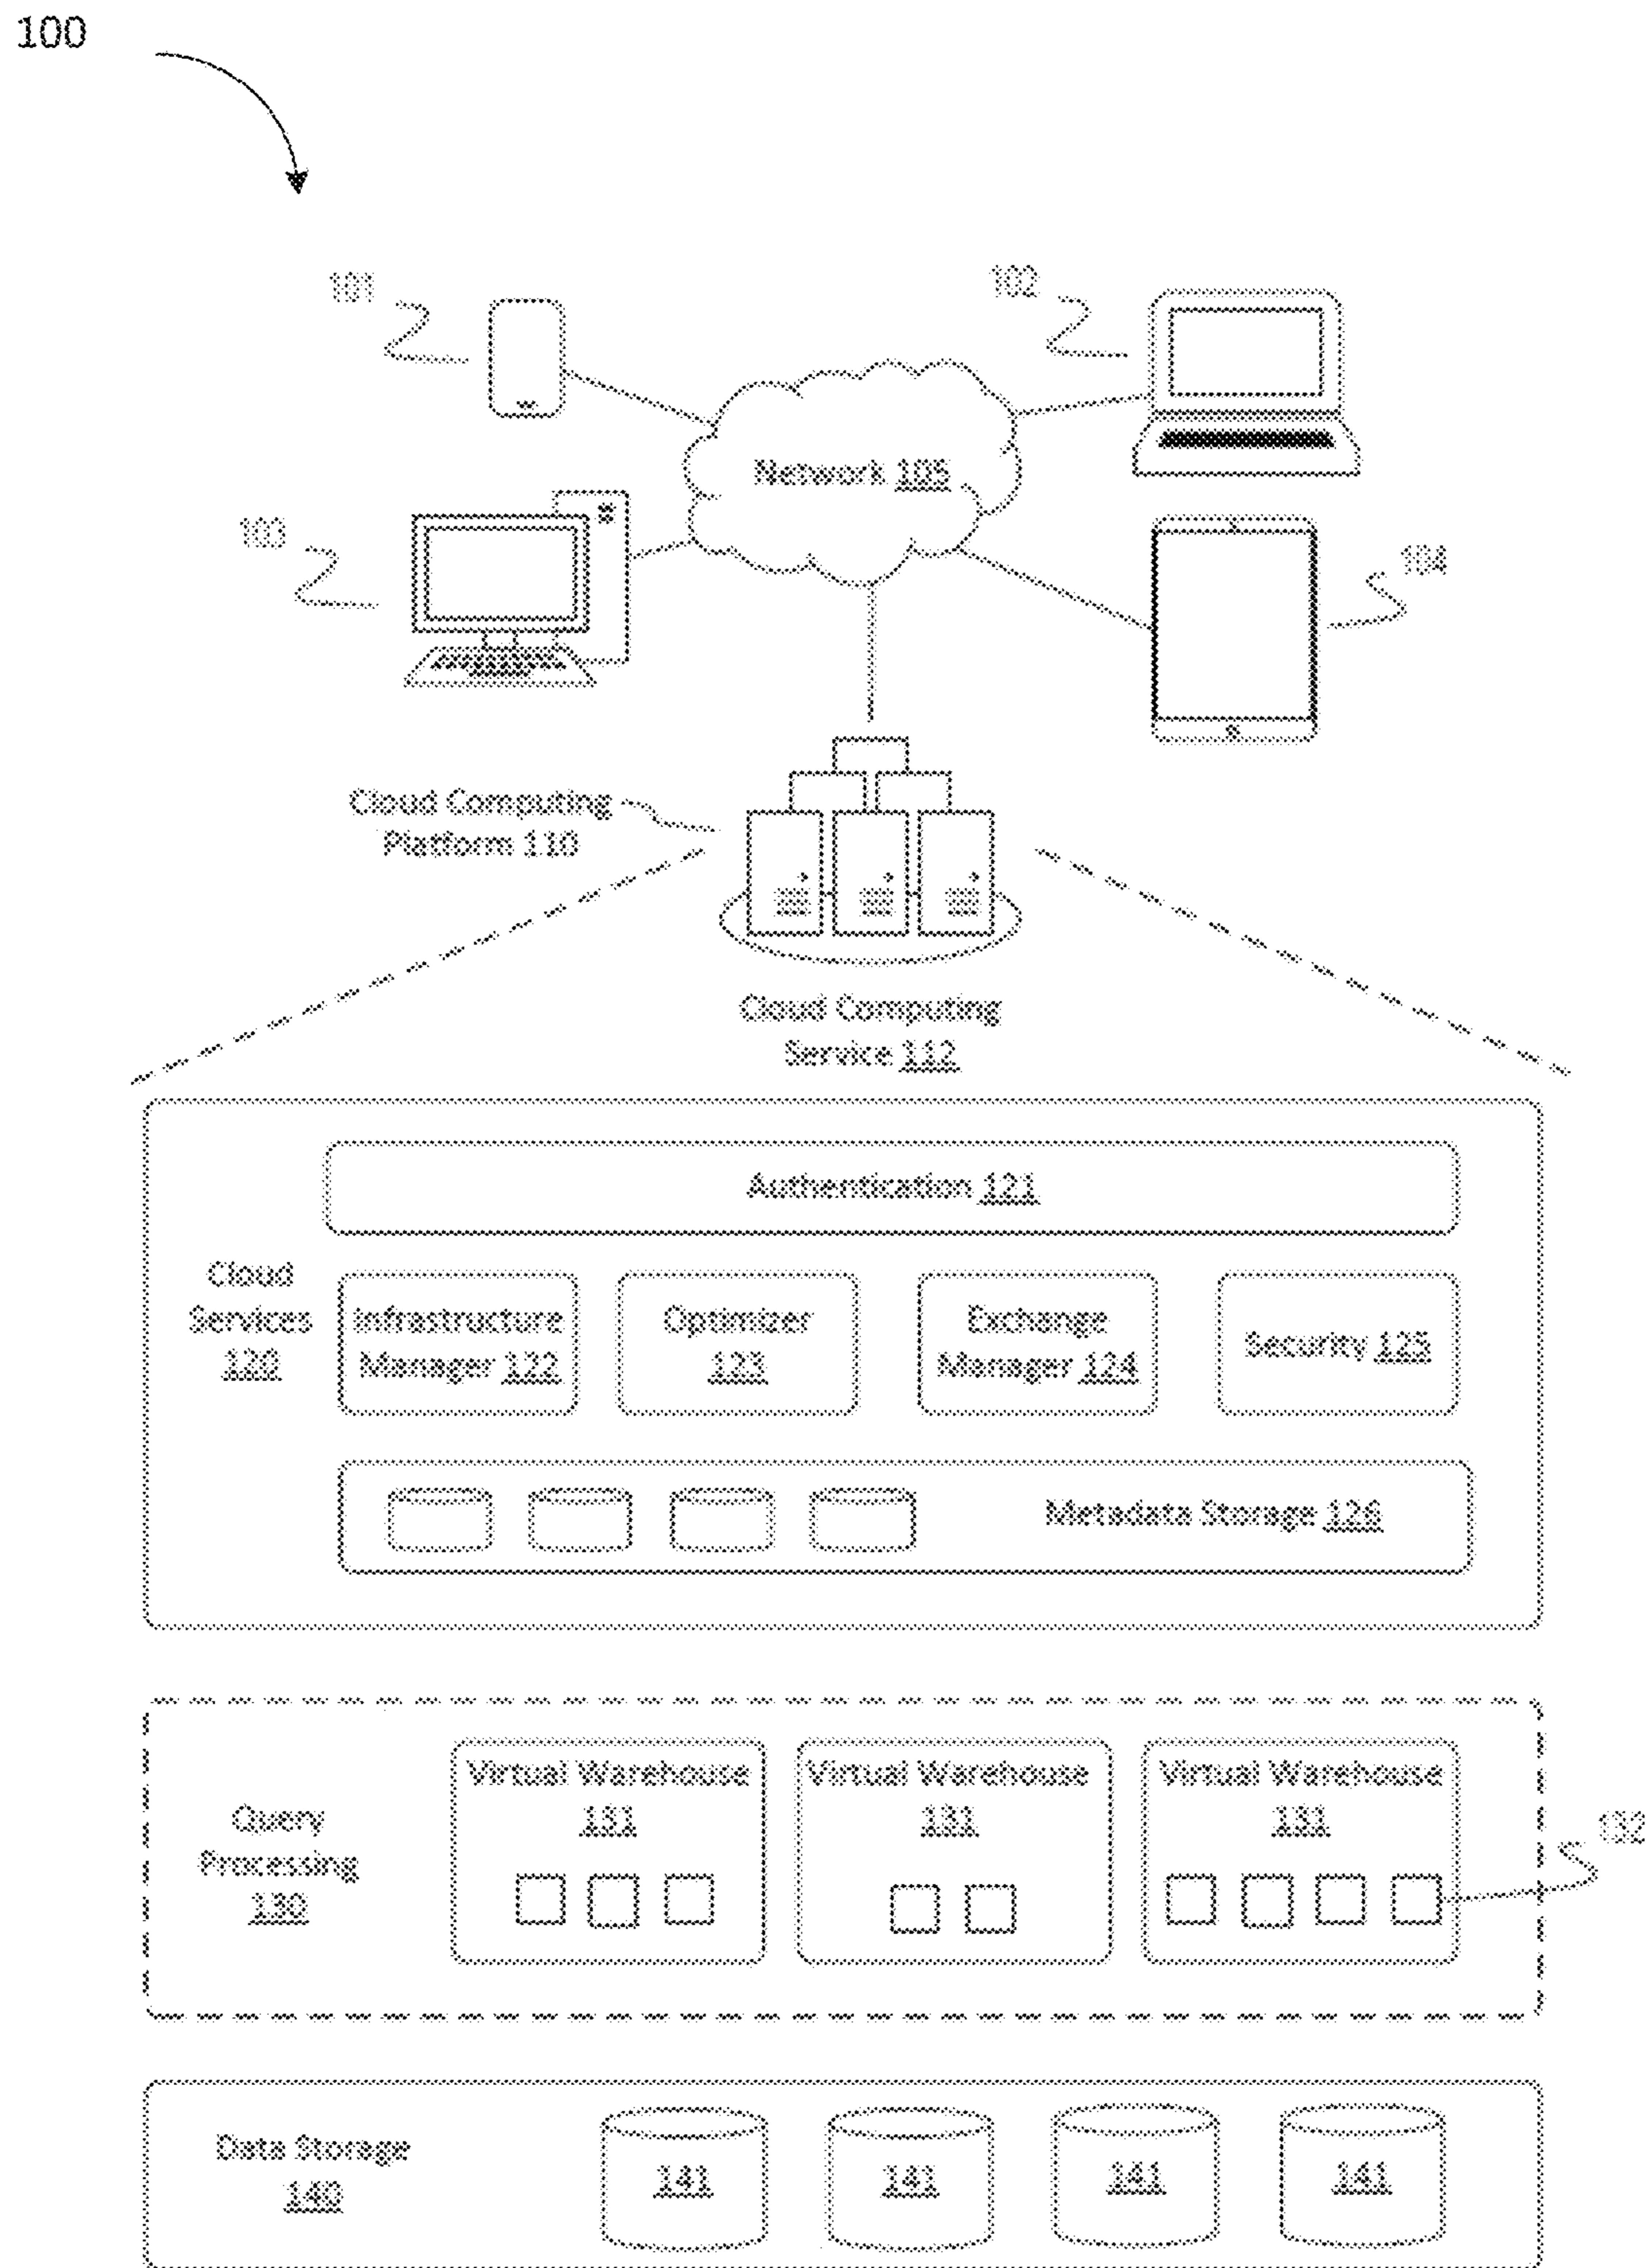 100
101
102
Network 105
103
104
Cloud Computing
Platform 110
Cloud Computing
Service 112
Authentication 121
Cloud
Services
120
Infrastructure
Manager 122
Optimizer
123
Exchange
Manager 124
Security 125
Metadata Storage 126
Query
Processing
130
Virtual Warehouse
131
Virtual Warehouse
131
Virtual Warehouse
131
132
Data Storage
140
141
141
141
141